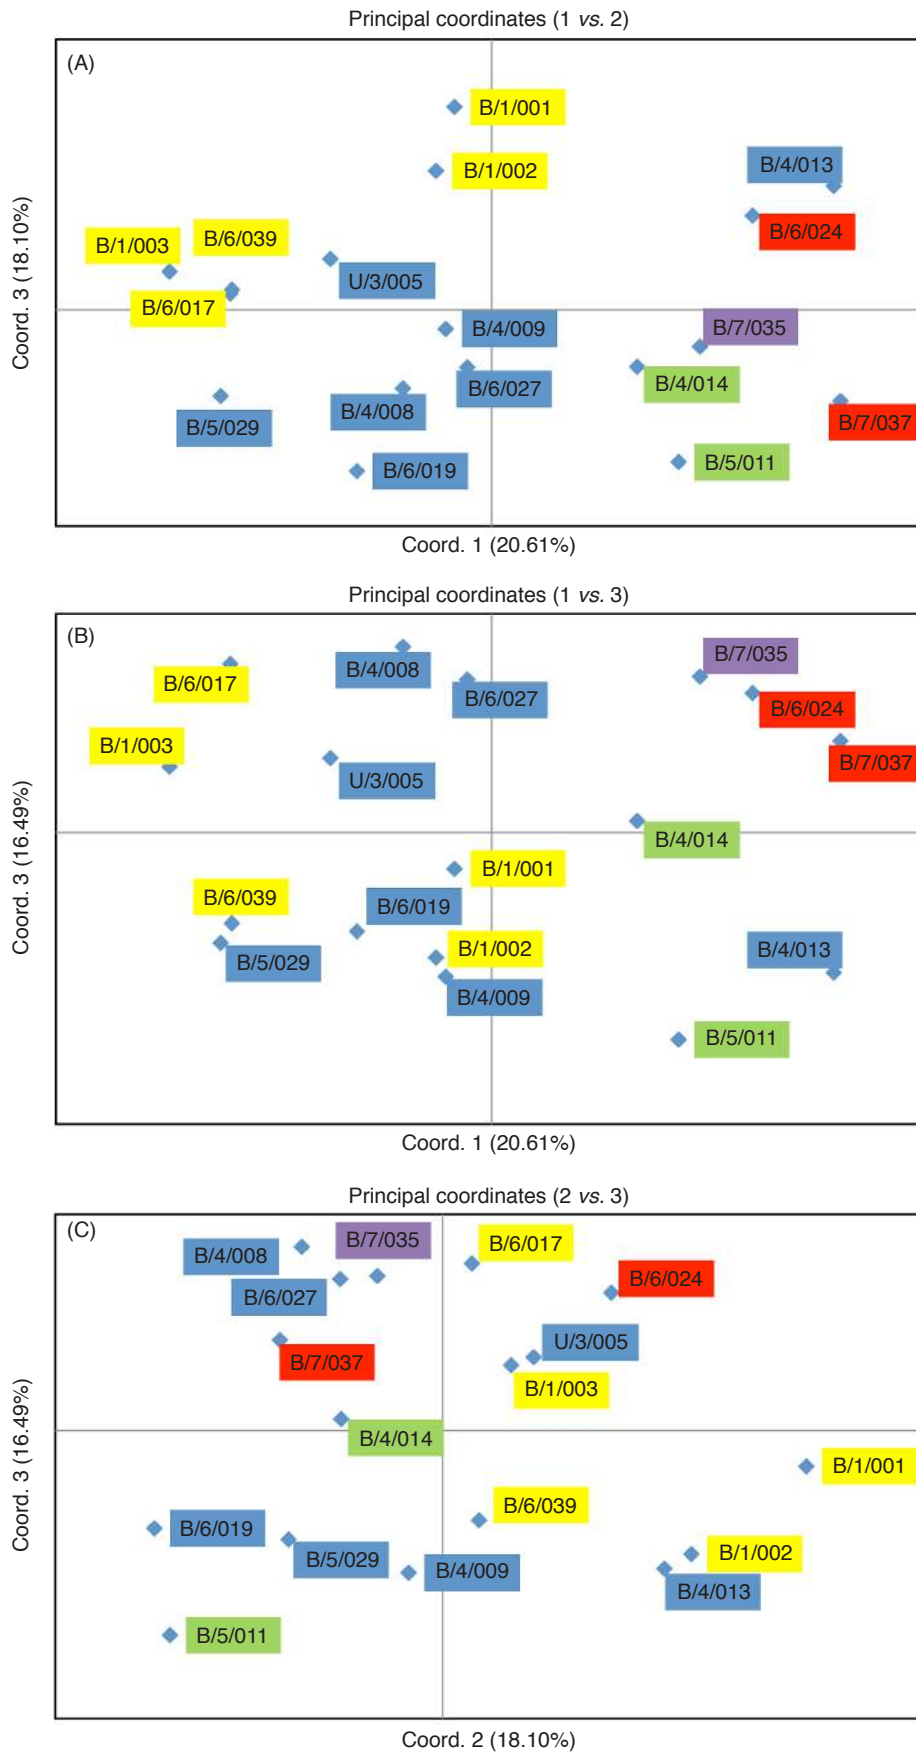 Principal coordinates (1 vs. 2)
(A)
B/1/001
B/1/002
B/4/013
B/6/024
B/1/003
B/6/039
U/3/005
B/6/017
B/4/009
B/7/035
B/6/027
B/4/014
B/5/029
B/4/008
B/7/037
B/6/019
B/5/011
Coord. 3 (18.10%)
Coord. 1 (20.61%)
Principal coordinates (1 vs. 3)
(B)
B/7/035
B/4/008
B/6/017
B/6/027
B/6/024
B/1/003
B/7/037
U/3/005
B/4/014
B/1/001
B/6/039
B/6/019
B/1/002
B/4/013
B/5/029
B/4/009
B/5/011
Coord. 3 (16.49%)
Coord. 1 (20.61%)
Principal coordinates (2 vs. 3)
(C)
B/7/035
B/6/017
B/4/008
B/6/024
B/6/027
U/3/005
B/7/037
B/1/003
B/4/014
B/1/001
B/6/039
B/6/019
B/1/002
B/5/029
B/4/009
B/4/013
B/5/011
Coord. 3 (16.49%)
Coord. 2 (18.10%)